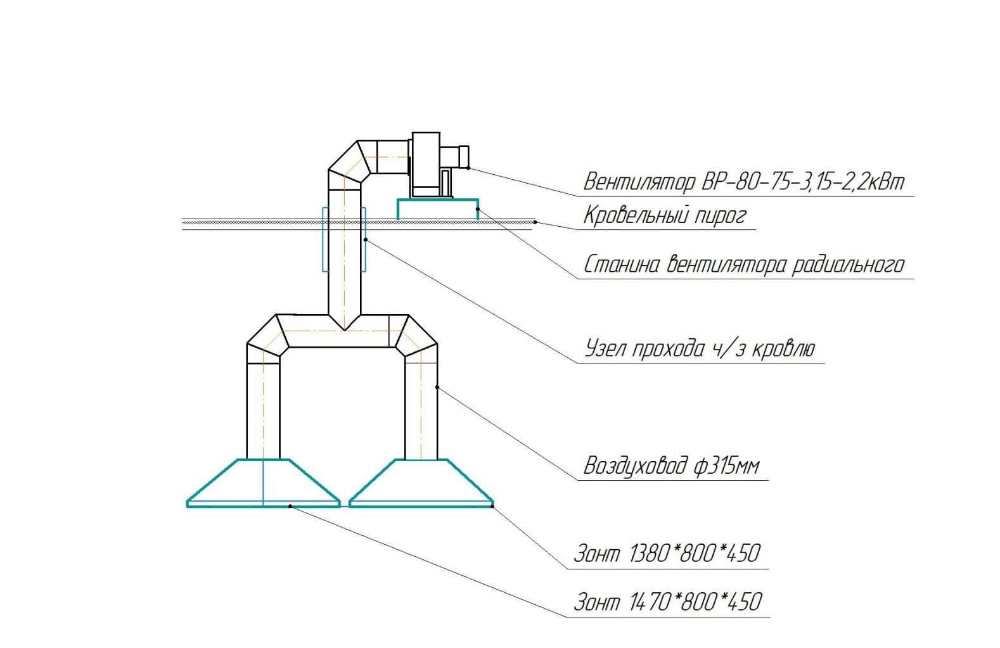 Вентилятор ВР-80-75-3,15-2,2кВт
Кровельный пирог
Станина вентилятора радиального
Узел прохода ч/з кровлю
Воздуховод ф315мм
Зонт 1380*800*450
Зонт 1470*800*450